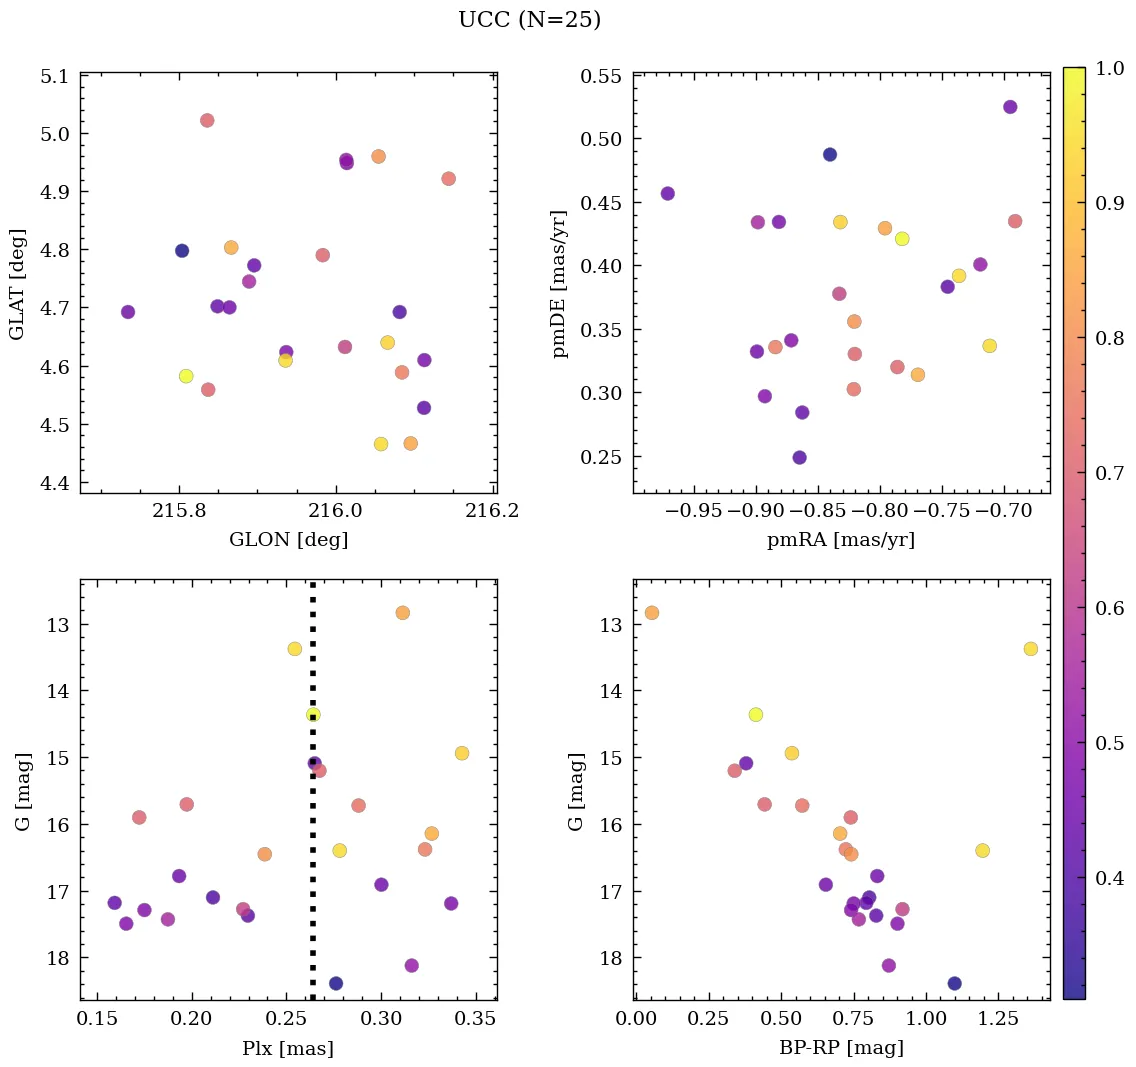 UCC (N=25)
5.1
5.0
4.9
4.8
4.7
4.6
4.5
4.4
GLAT [deg]
215.8 216.0 216.2
GLON [deg]
0.55
0.50
0.45
0.40
0.35
0.30
0.25
pmDE [mas/yr]
−0.95 −0.90 −0.85 −0.80 −0.75 −0.70
pmRA [mas/yr]
1.0
0.9
0.8
0.7
0.6
0.5
0.4
13
14
15
16
17
18
G [mag]
0.15 0.20 0.25 0.30 0.35
Plx [mas]
13
14
15
16
17
18
G [mag]
0.00 0.25 0.50 0.75 1.00 1.25
BP-RP [mag]